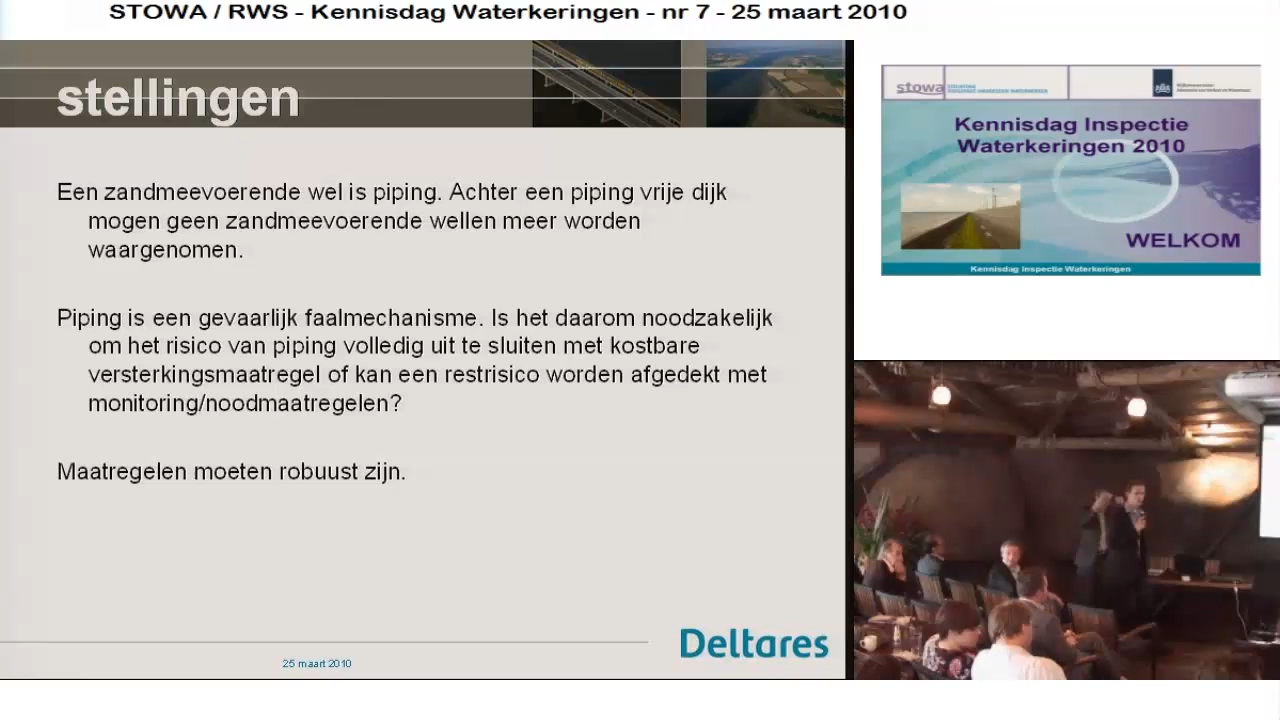 STOWA / RWS - Kennisdag Waterkeringen - nr 7 - 25 maart 2010
stellingen
Een zandmeevoerende wel is piping. Achter een piping vrije dijk
mogen geen zandmeevoerende wellen meer worden
waargenomen.
Piping is een gevaarlijk faalmechanisme. Is het daarom noodzakelijk
om het risico van piping volledig uit te sluiten met kostbare
versterkingsmaatregel of kan een restrisico worden afgedekt met
monitoring/noodmaatregelen?
Maatregelen moeten robuust zijn.
Deltares
25 maart 2010
stowa
Kennisdag Inspectie
Waterkeringen 2010
WELKOM
Kennisdag Inspectie Waterkeringen